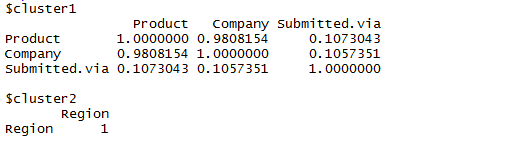 $cluster1
Product Company Submitted.via
Product 1.0000000 0.9808154 0.1073043
Company 0.9808154 1.0000000 0.1057351
Submitted.via 0.1073043 0.1057351 1.0000000
$cluster2
Region
Region 1